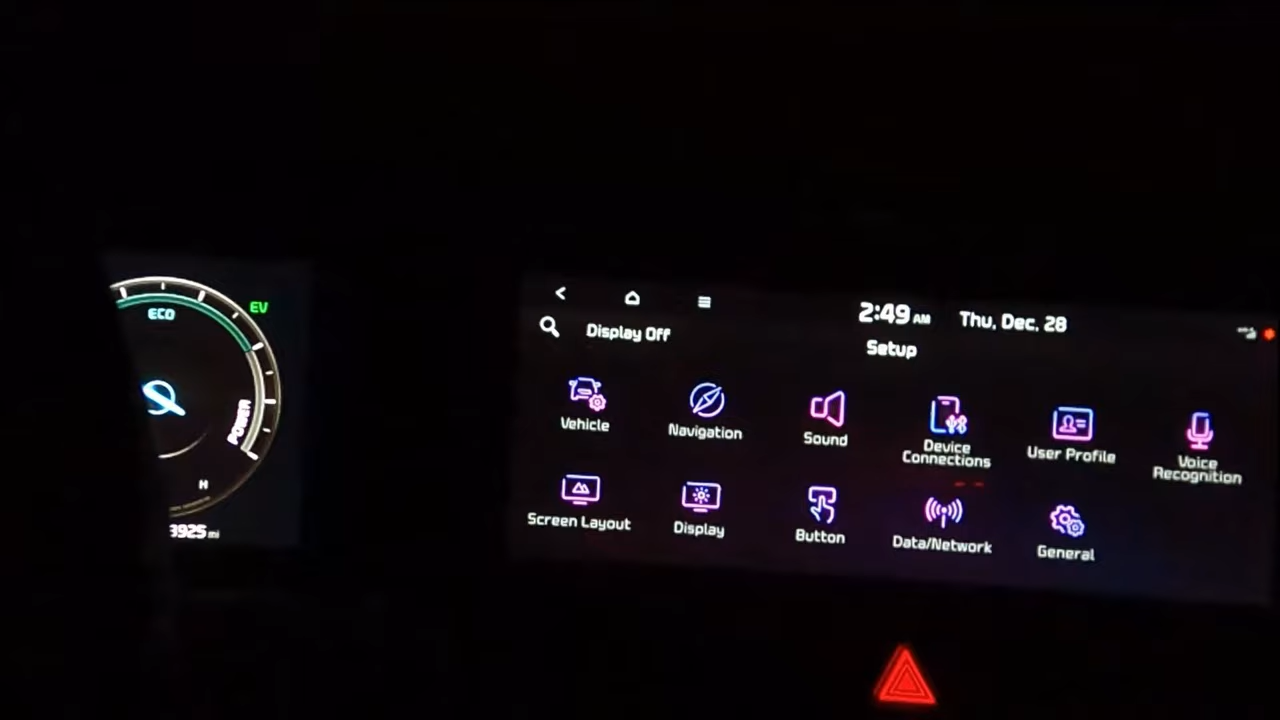 ECO
EV
POWER
H
3925 mi
2:49 AM Thu, Dec. 28
Display Off
Setup
Vehicle
Navigation
Sound
Device
Connections
User Profile
Voice
Recognition
Screen Layout
Display
Button
Data/Network
General